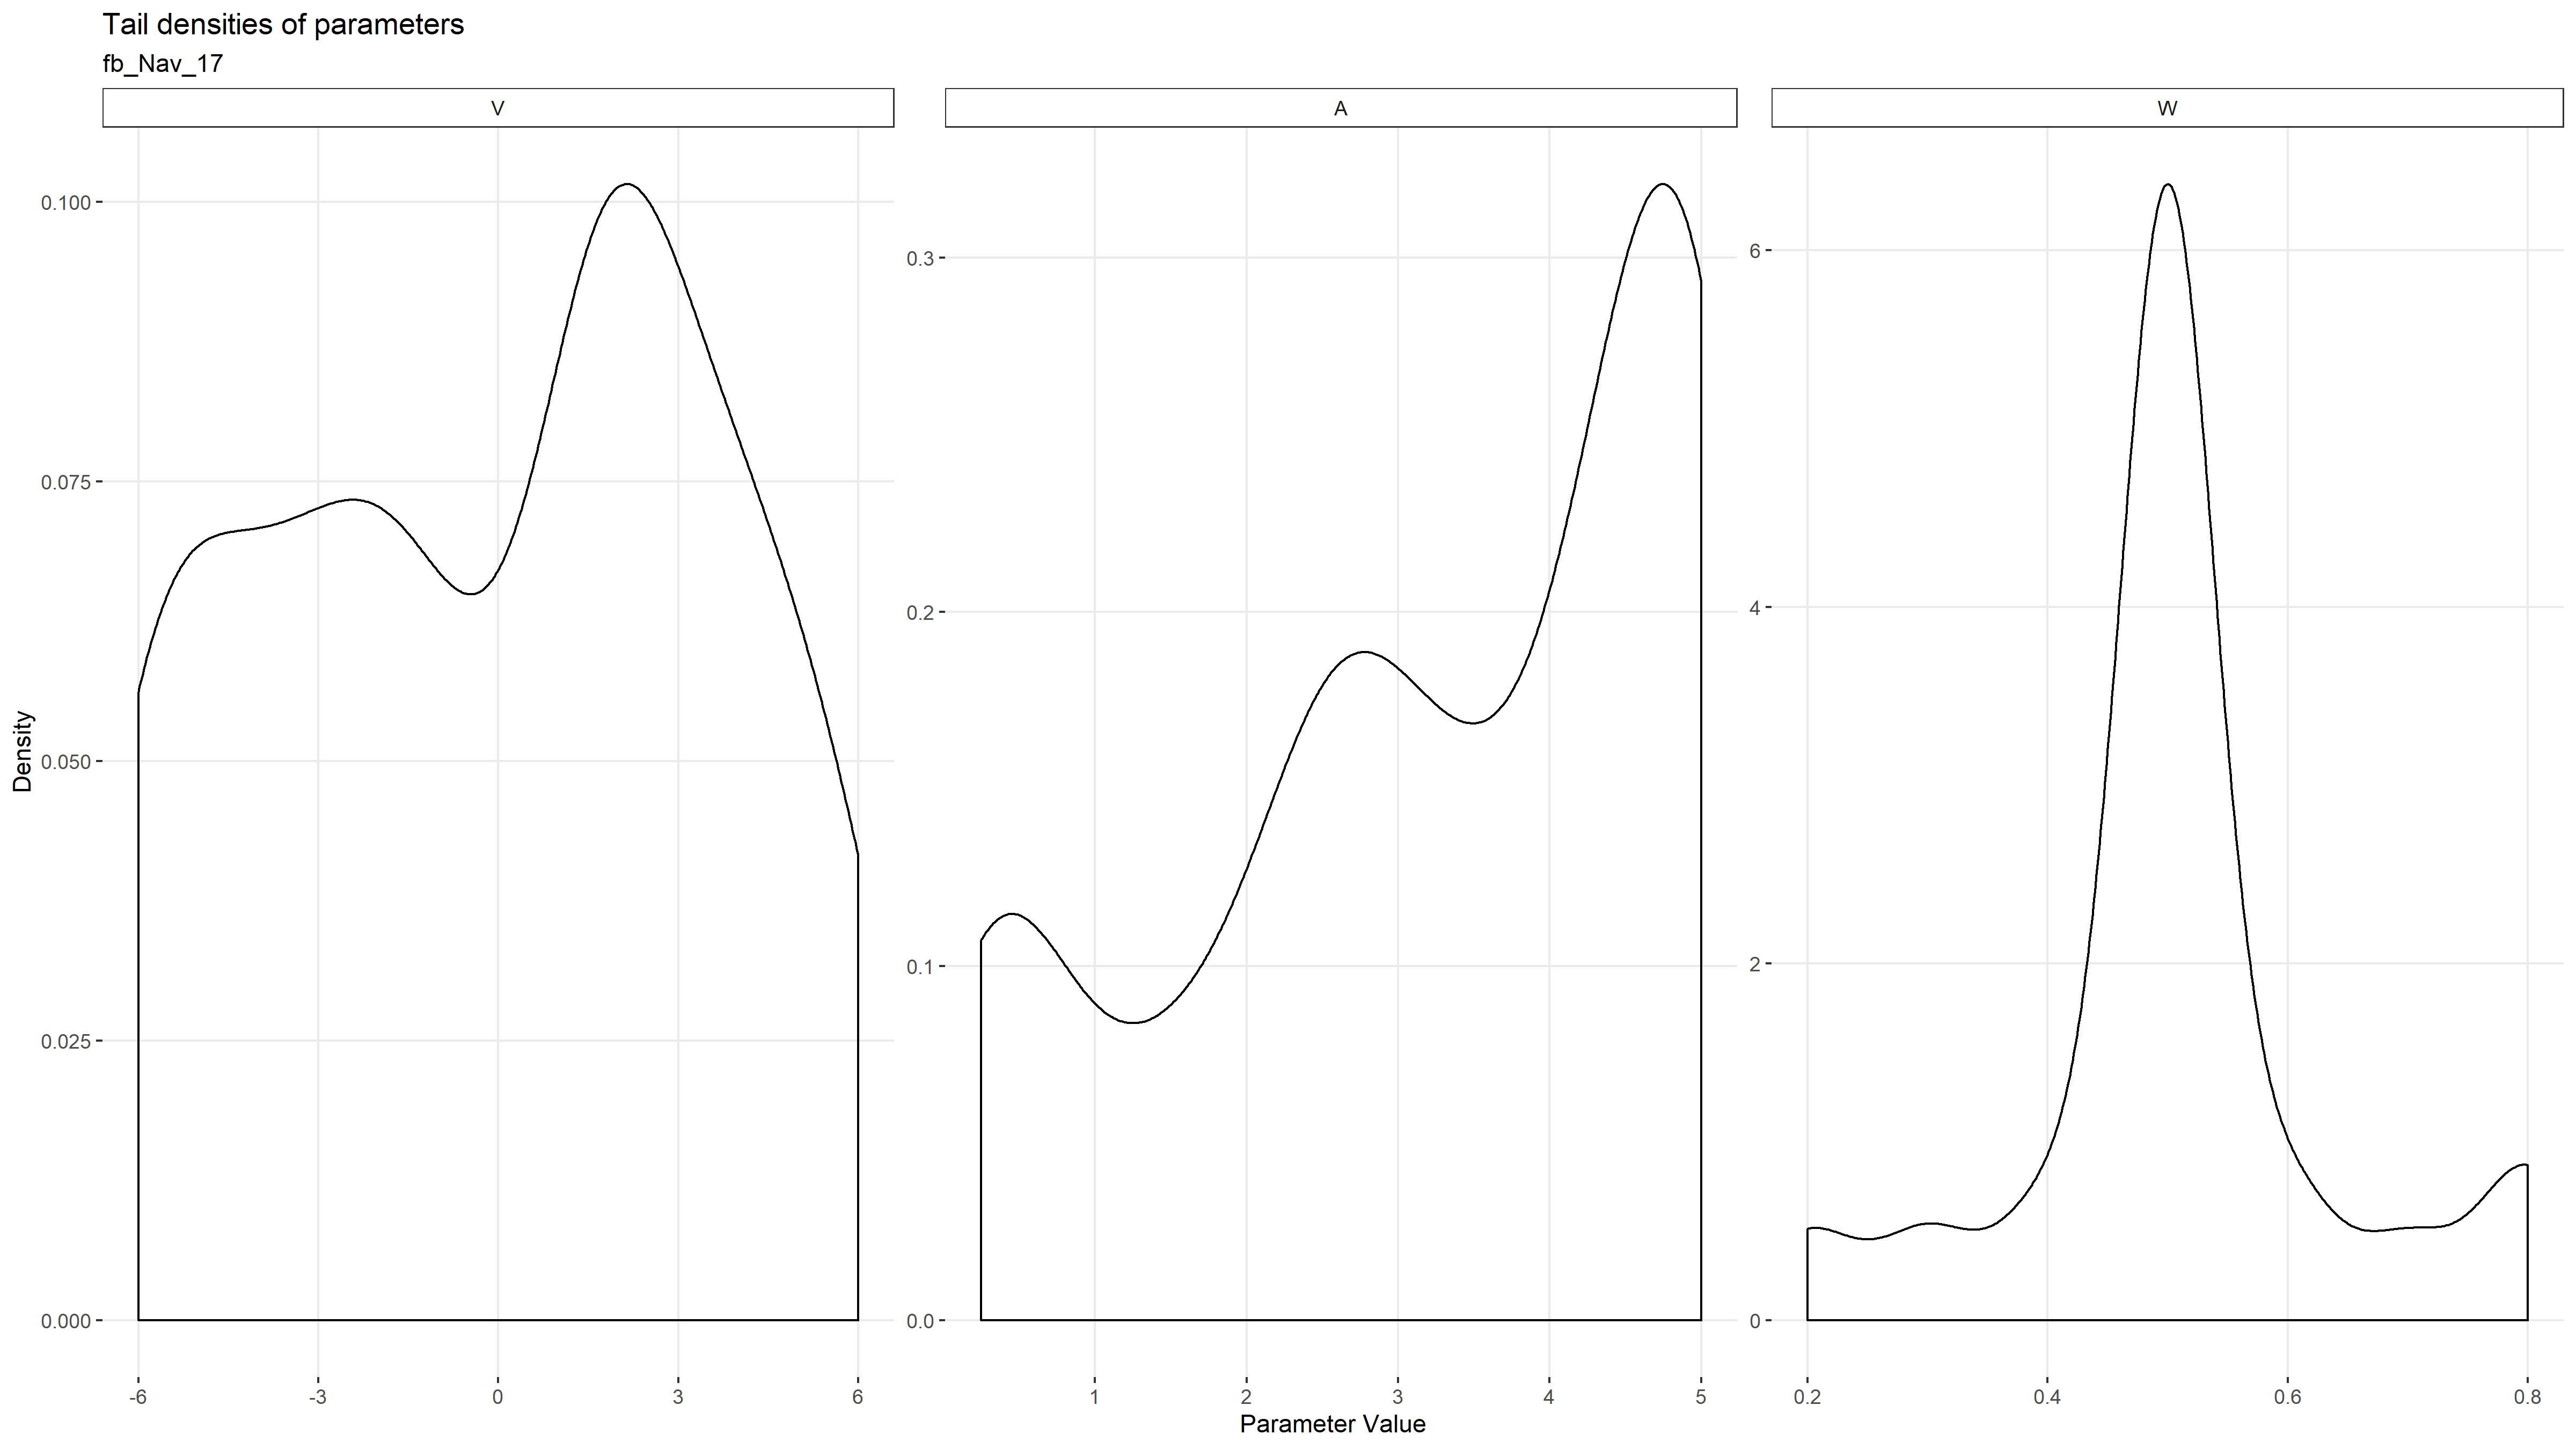 Tail densities of parameters
fb_Nav_17
V
A
W
0.100
0.075
0.050
0.025
0.000
0.3
0.2
0.1
0.0
6
4
2
0
Density
-6 -3 0 3 6
1 2 3 4 5
0.2 0.4 0.6 0.8
Parameter Value